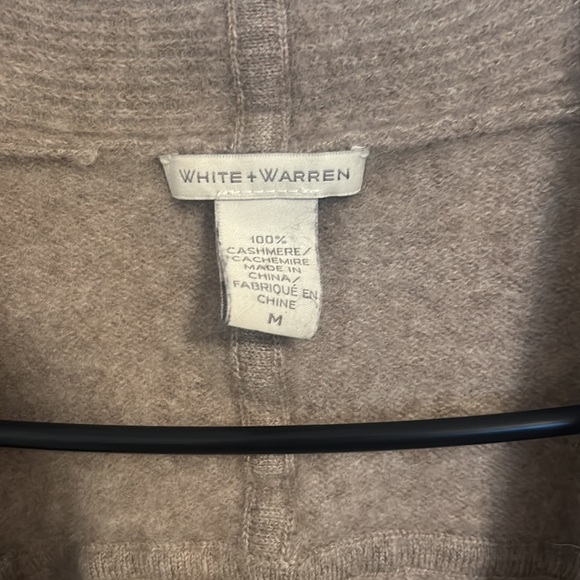 WHITE + WARREN
100%
CASHMERE/
CACHEMIRE
MADE IN
CHINA/
FABRIQUÉ EN
CHINE
M